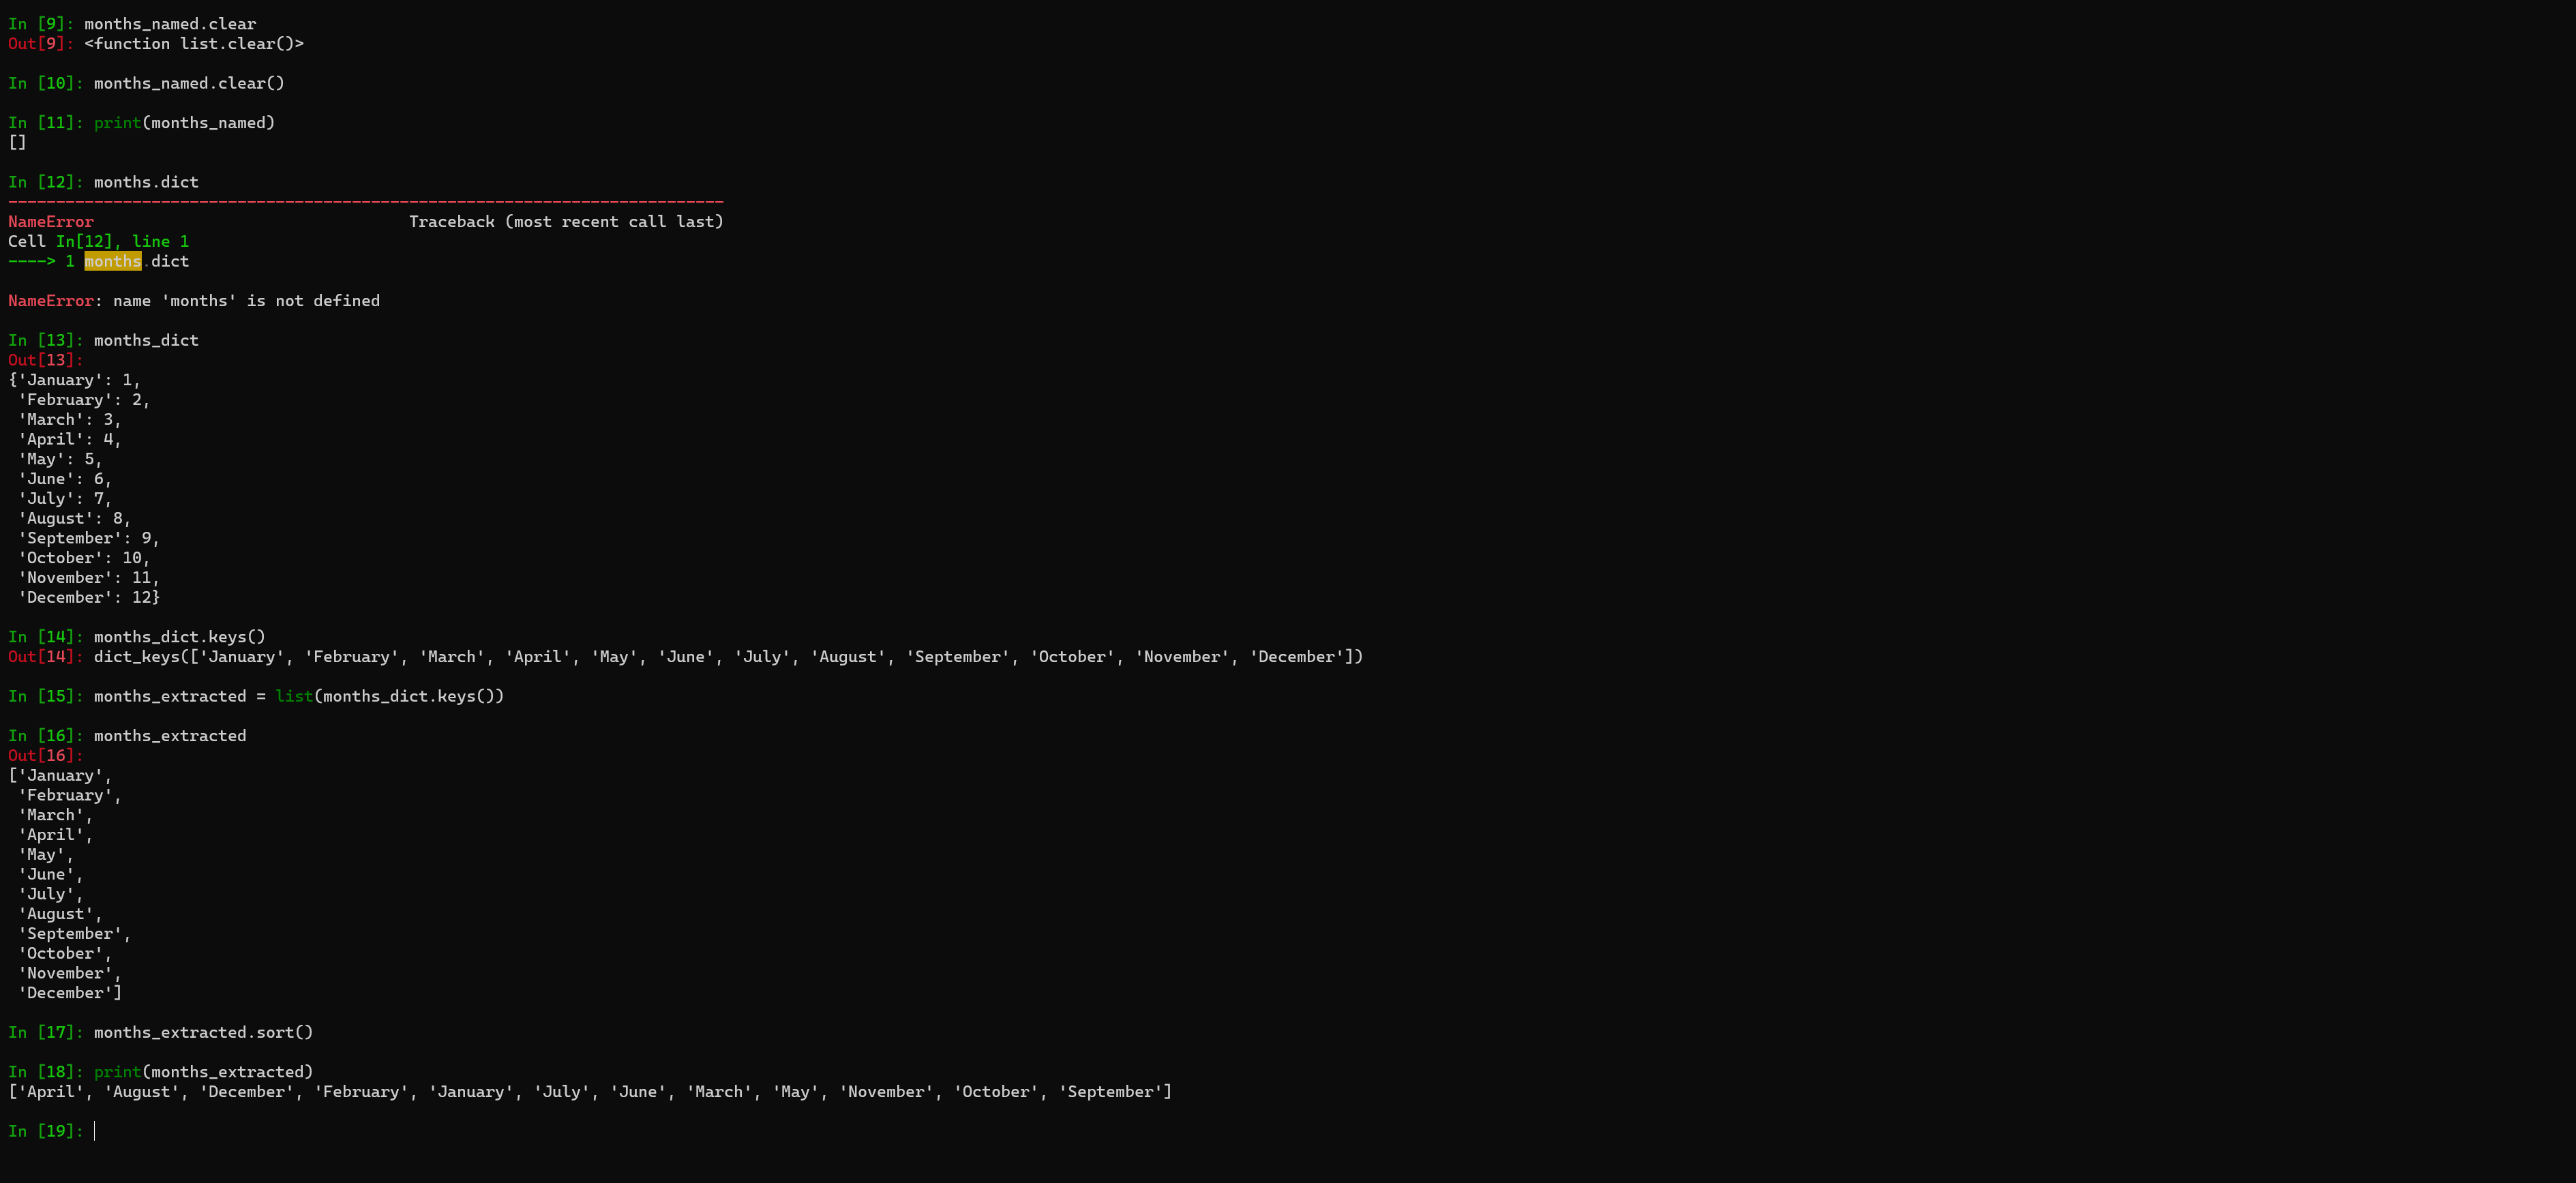 In [9]: months_named.clear
Out[9]: <function list.clear()>
In [10]: months_named.clear()
In [11]: print(months_named)
[]
In [12]: months.dict
---------------------------------------------------------------------------
NameError                                 Traceback (most recent call last)
Cell In[12], line 1
----> 1 months.dict
NameError: name 'months' is not defined
In [13]: months_dict
Out[13]:
{'January': 1,
 'February': 2,
 'March': 3,
 'April': 4,
 'May': 5,
 'June': 6,
 'July': 7,
 'August': 8,
 'September': 9,
 'October': 10,
 'November': 11,
 'December': 12}
In [14]: months_dict.keys()
Out[14]: dict_keys(['January', 'February', 'March', 'April', 'May', 'June', 'July', 'August', 'September', 'October', 'November', 'December'])
In [15]: months_extracted = list(months_dict.keys())
In [16]: months_extracted
Out[16]:
['January',
 'February',
 'March',
 'April',
 'May',
 'June',
 'July',
 'August',
 'September',
 'October',
 'November',
 'December']
In [17]: months_extracted.sort()
In [18]: print(months_extracted)
['April', 'August', 'December', 'February', 'January', 'July', 'June', 'March', 'May', 'November', 'October', 'September']
In [19]: